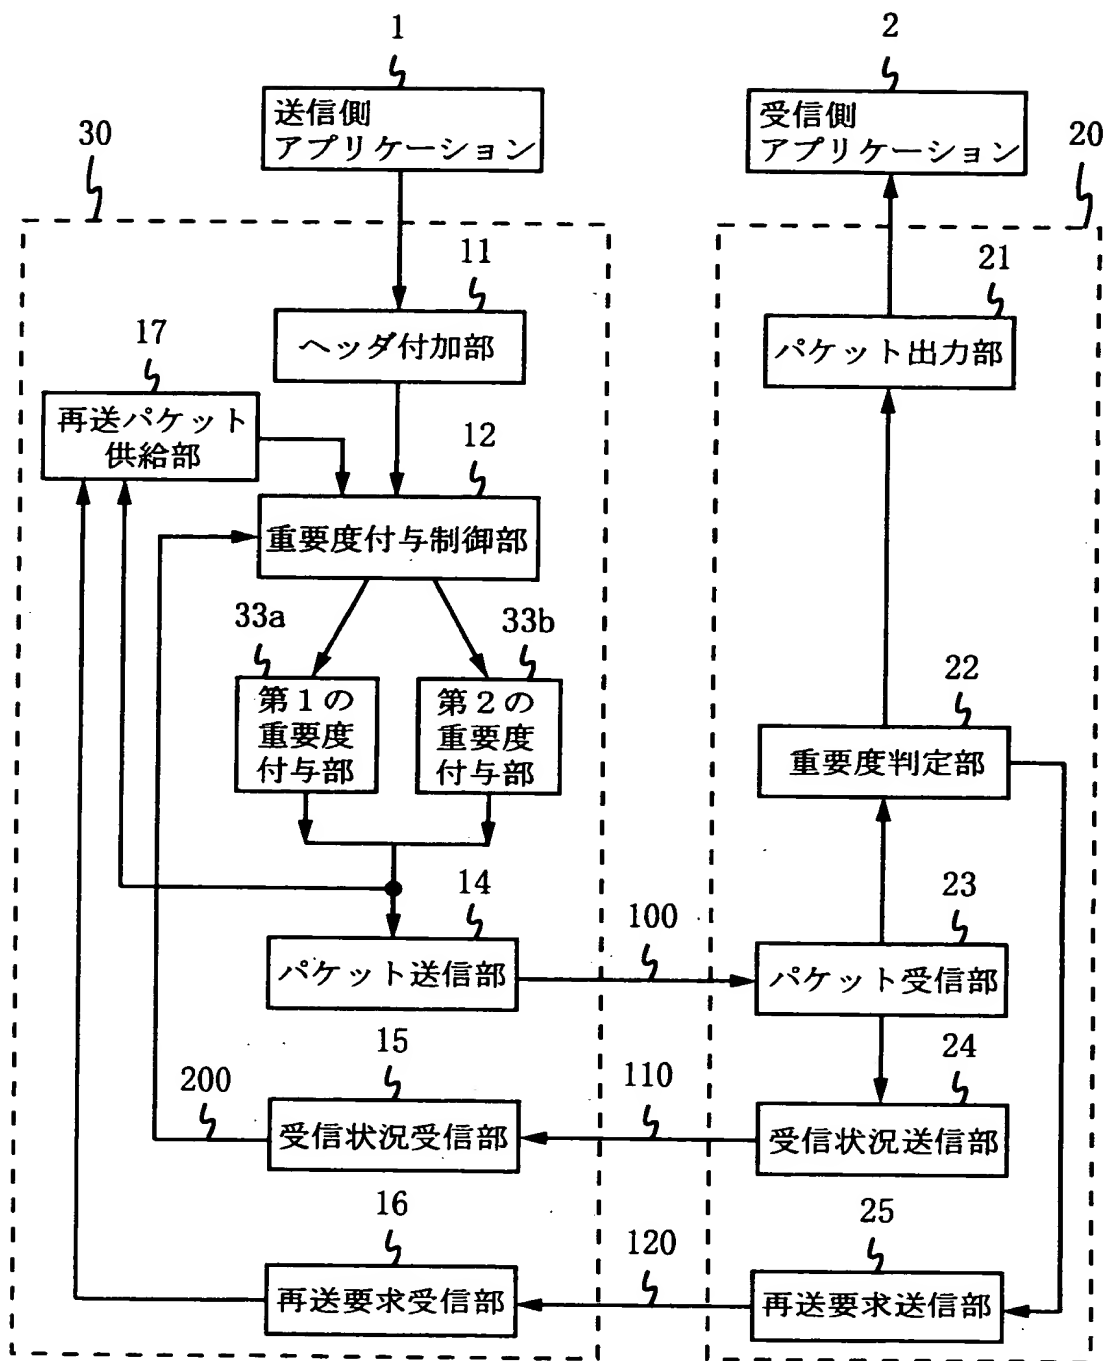 1
2
送信側
アプリケーション
受信側
アプリケーション
30
20
11
21
ヘッダ付加部
パケット出力部
17
再送パケット
供給部
12
重要度付与制御部
33a
33b
第1の
重要度
付与部
第2の
重要度
付与部
22
重要度判定部
14
100
23
パケット送信部
パケット受信部
15
200
110
24
受信状況受信部
受信状況送信部
16
120
25
再送要求受信部
再送要求送信部